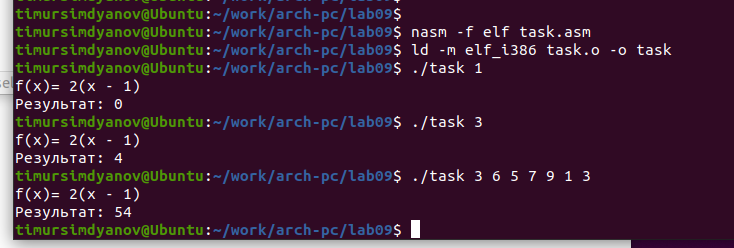 timursimdyanov@Ubuntu:~/work/arch-pc/lab09$
timursimdyanov@Ubuntu:~/work/arch-pc/lab09$ nasm -f elf task.asm
timursimdyanov@Ubuntu:~/work/arch-pc/lab09$ ld -m elf_i386 task.o -o task
timursimdyanov@Ubuntu:~/work/arch-pc/lab09$ ./task 1
f(x)= 2(x - 1)
Результат: 0
timursimdyanov@Ubuntu:~/work/arch-pc/lab09$ ./task 3
f(x)= 2(x - 1)
Результат: 4
timursimdyanov@Ubuntu:~/work/arch-pc/lab09$ ./task 3 6 5 7 9 1 3
f(x)= 2(x - 1)
Результат: 54
timursimdyanov@Ubuntu:~/work/arch-pc/lab09$